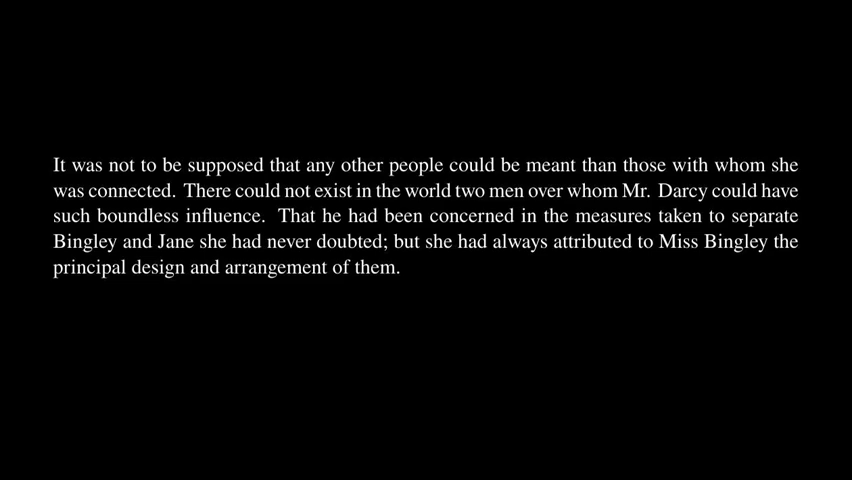 It was not to be supposed that any other people could be meant than those with whom she
was connected. There could not exist in the world two men over whom Mr. Darcy could have
such boundless influence. That he had been concerned in the measures taken to separate
Bingley and Jane she had never doubted; but she had always attributed to Miss Bingley the
principal design and arrangement of them.